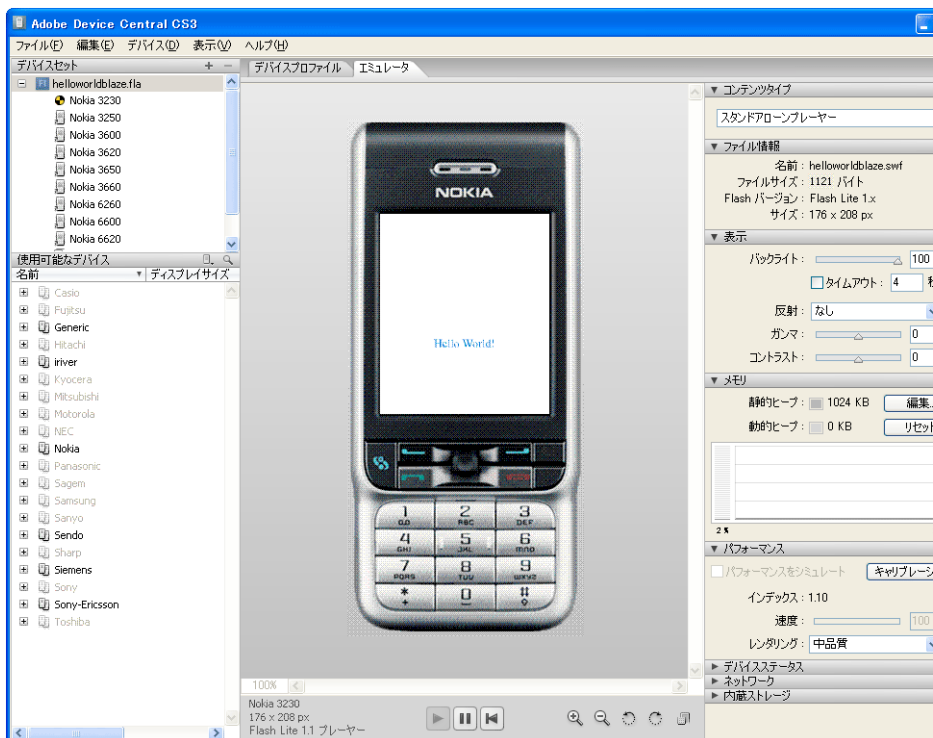 Adobe Device Central CS3
ファイル(F) 編集(E) デバイス(D) 表示(V) ヘルプ(H)
デバイスセット
helloworldblaze.fla
Nokia 3230
Nokia 3250
Nokia 3600
Nokia 3620
Nokia 3650
Nokia 3660
Nokia 6260
Nokia 6600
Nokia 6620
使用可能なデバイス
名前 ディスプレイサイズ
Casio
Fujitsu
Generic
Hitachi
iriver
Kyocera
Mitsubishi
Motorola
NEC
Nokia
Panasonic
Sagem
Samsung
Sanyo
Sendo
Sharp
Siemens
Sony
Sony-Ericsson
Toshiba
デバイスプロファイル エミュレータ
NOKIA
Hello World!
1 2 ABC 3 DEF
4 GHI 5 JKL 6 mno
7 PQRS 8 TUV 9 WXYZ
* + 0 #
100%
Nokia 3230
176 x 208 px
Flash Lite 1.1 プレーヤー
コンテンツタイプ
スタンドアローンプレーヤー
ファイル情報
名前 : helloworldblaze.swf
ファイルサイズ : 1121 バイト
Flash バージョン : Flash Lite 1.x
サイズ : 176 x 208 px
表示
バックライト : 100
タイムアウト : 4
反射 : なし
ガンマ : 0
コントラスト : 0
メモリ
静的ヒープ : 1024 KB 編集...
動的ヒープ : 0 KB リセット
2 %
パフォーマンス
パフォーマンスをシミュレート キャリブレーシ
インデックス : 1.10
速度 : 100
レンダリング : 中品質
デバイスステータス
ネットワーク
内蔵ストレージ